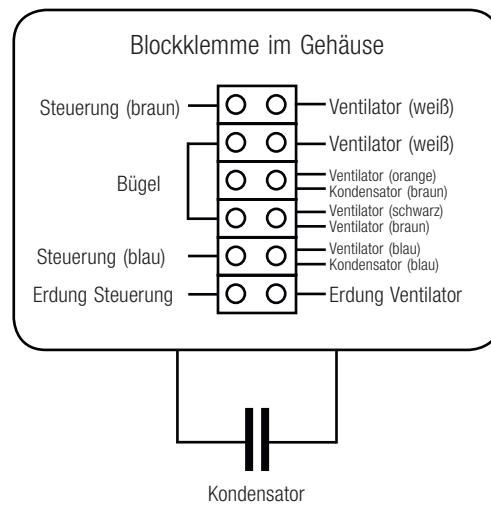 Blockklemme im Gehäuse
Steuerung (braun)
Ventilator (weiß)
Ventilator (weiß)
Bügel
Ventilator (orange)
Kondensator (braun)
Ventilator (schwarz)
Ventilator (braun)
Steuerung (blau)
Ventilator (blau)
Kondensator (blau)
Erdung Steuerung
Erdung Ventilator
Kondensator